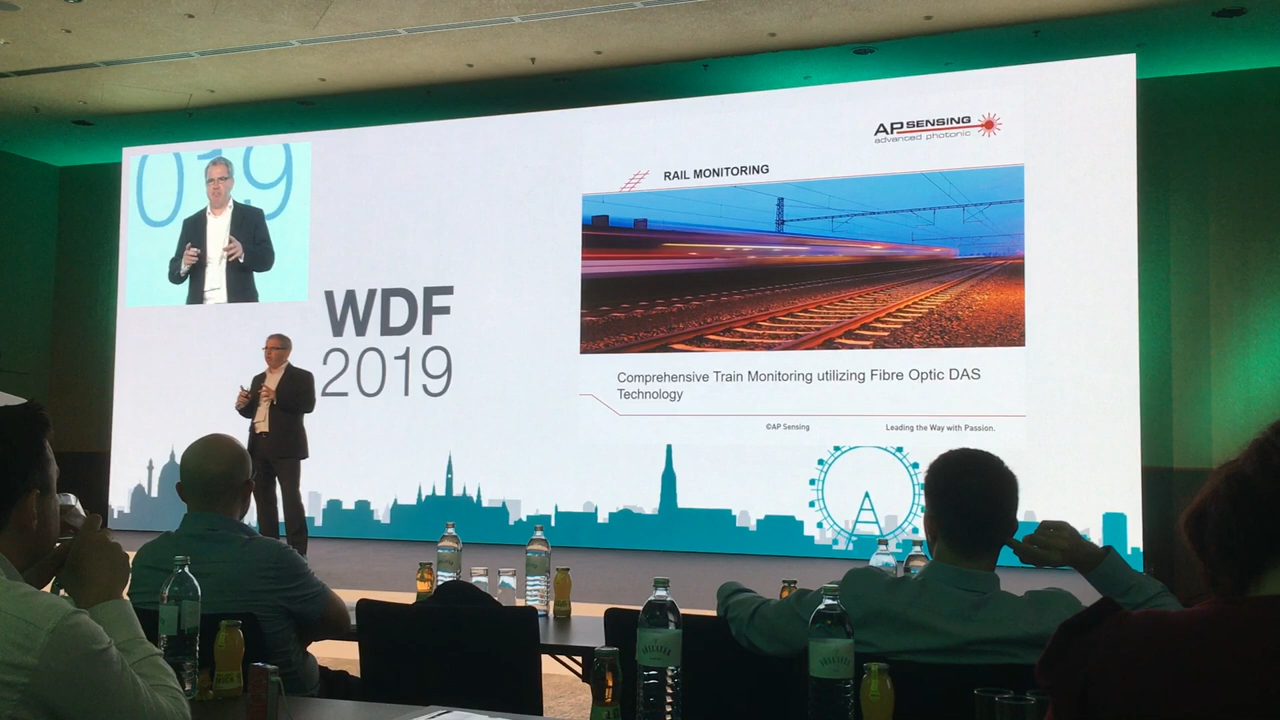 019
WDF
2019
AP SENSING
advanced photonic
RAIL MONITORING
Comprehensive Train Monitoring utilizing Fibre Optic DAS
Technology
©AP Sensing
Leading the Way with Passion.